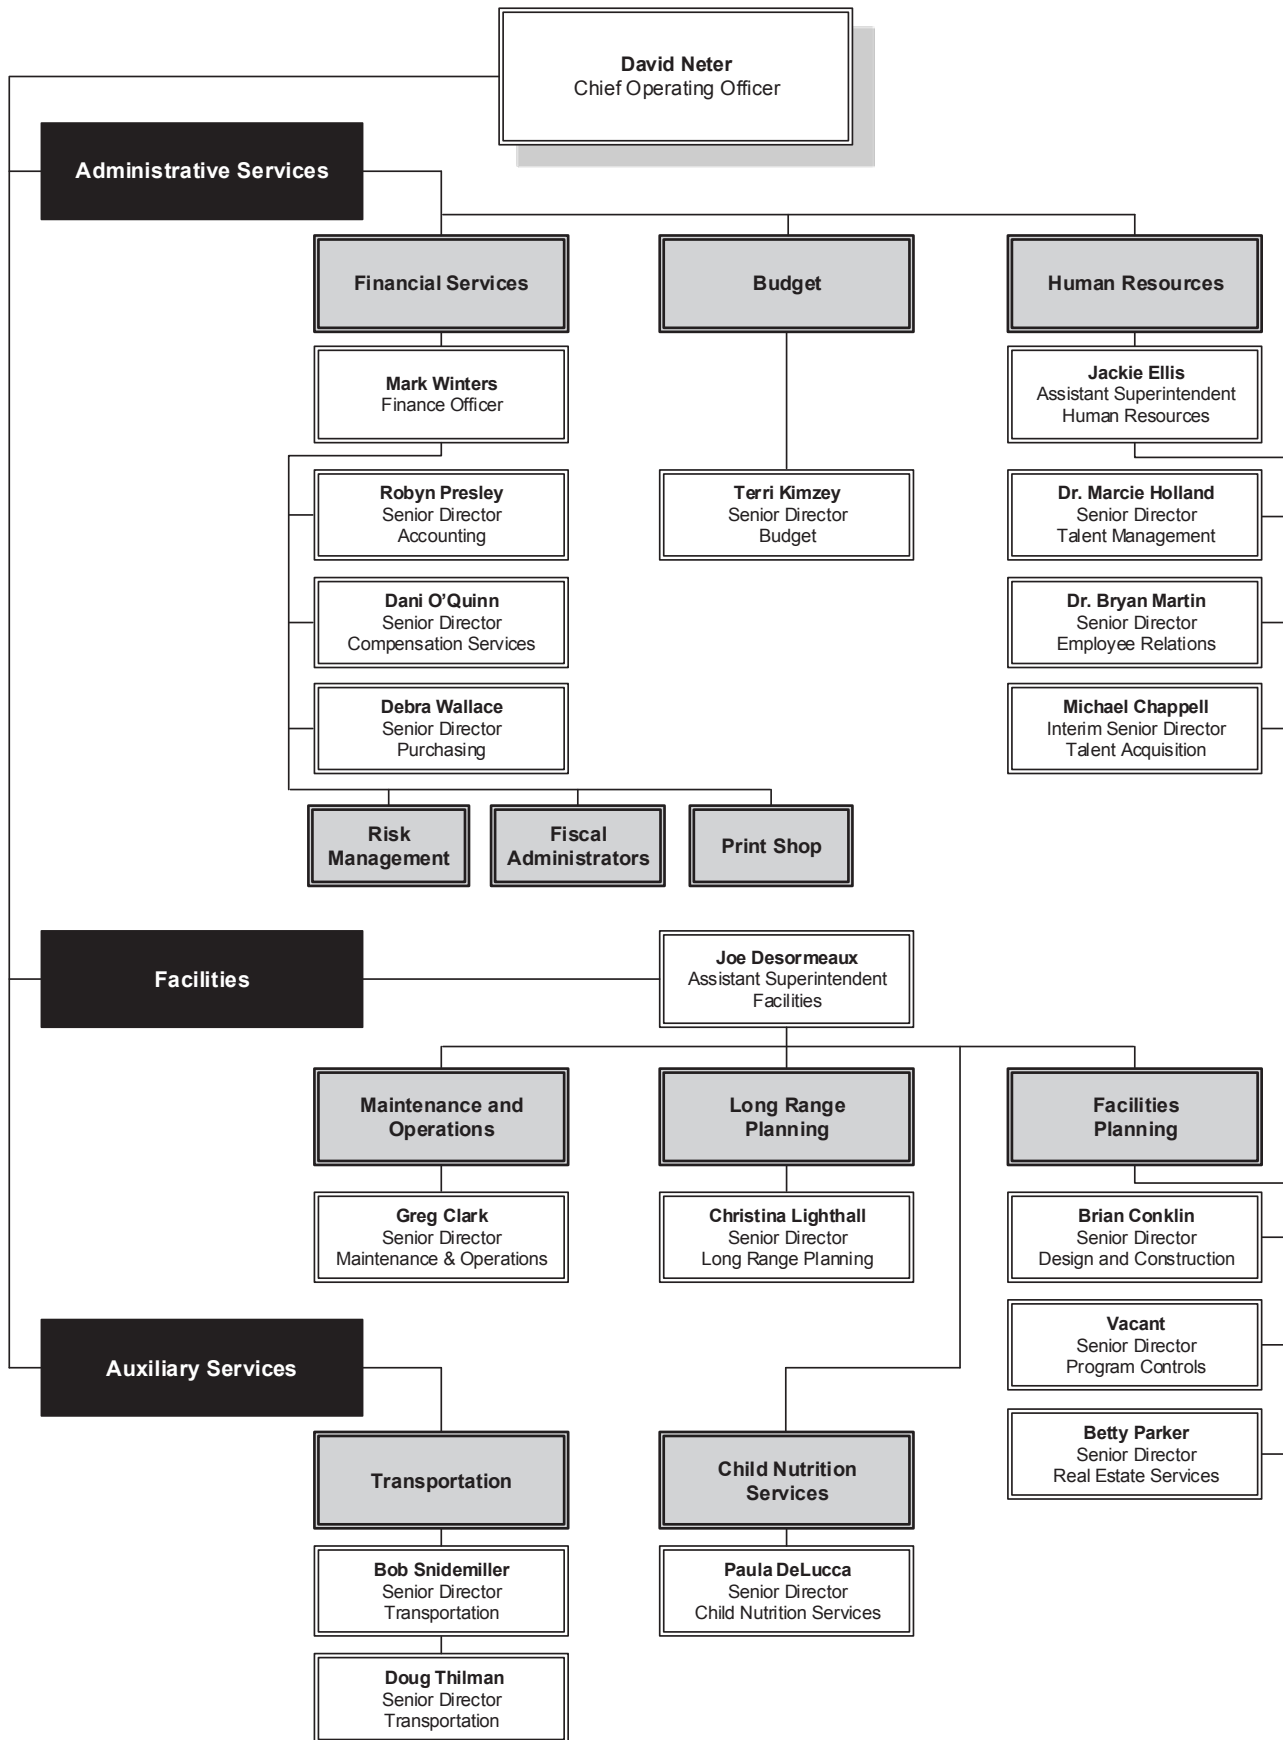 David Neter
Chief Operating Officer
Administrative Services
Financial Services
Budget
Human Resources
Mark Winters
Finance Officer
Jackie Ellis
Assistant Superintendent
Human Resources
Robyn Presley
Senior Director
Accounting
Terri Kimzey
Senior Director
Budget
Dr. Marcie Holland
Senior Director
Talent Management
Dani O’Quinn
Senior Director
Compensation Services
Dr. Bryan Martin
Senior Director
Employee Relations
Debra Wallace
Senior Director
Purchasing
Michael Chappell
Interim Senior Director
Talent Acquisition
Risk
Management
Fiscal
Administrators
Print Shop
Facilities
Joe Desormeaux
Assistant Superintendent
Facilities
Maintenance and
Operations
Long Range
Planning
Facilities
Planning
Greg Clark
Senior Director
Maintenance & Operations
Christina Lighthall
Senior Director
Long Range Planning
Brian Conklin
Senior Director
Design and Construction
Vacant
Senior Director
Program Controls
Auxiliary Services
Betty Parker
Senior Director
Real Estate Services
Transportation
Child Nutrition
Services
Bob Snidemiller
Senior Director
Transportation
Paula DeLucca
Senior Director
Child Nutrition Services
Doug Thilman
Senior Director
Transportation